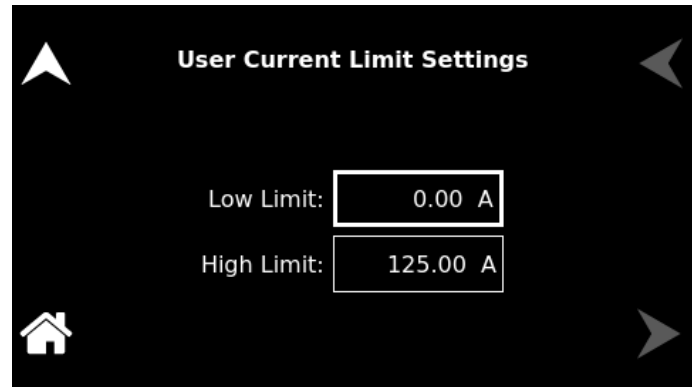 User Current Limit Settings
Low Limit: 0.00 A
High Limit: 125.00 A